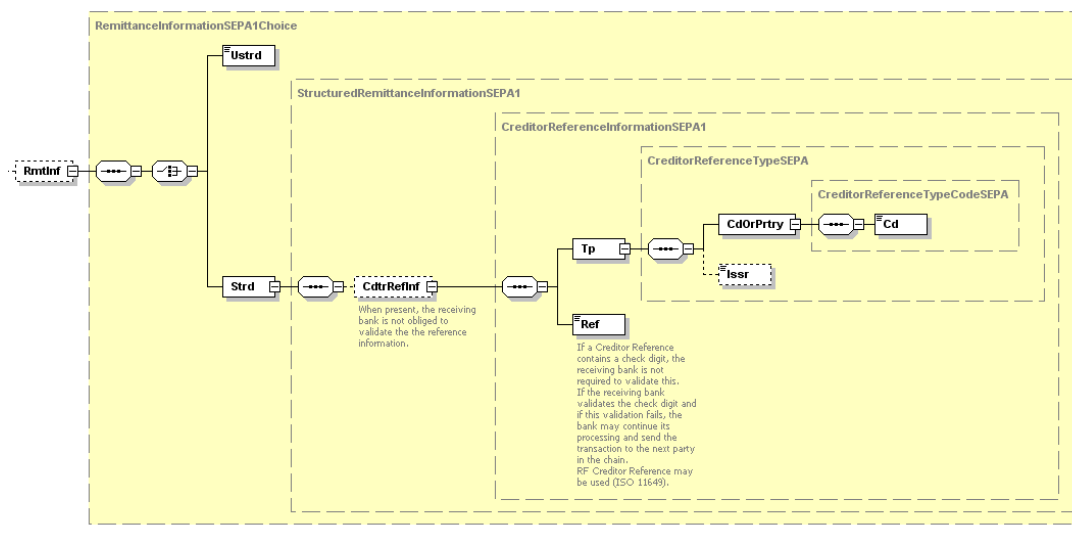 RemittanceInformationSEPA1Choice
Ustrd
StructuredRemittanceInformationSEPA1
CreditorReferenceInformationSEPA1
CreditorReferenceTypeSEPA
RmtInf
CreditorReferenceTypeCodeSEPA
CdOrPrtry
Cd
Tp
Issr
Strd
CdtrRefInf
When present, the receiving
bank is not obliged to
validate the the reference
information.
Ref
If a Creditor Reference
contains a check digit, the
receiving bank is not
required to validate this.
If the receiving bank
validates the check digit and
if this validation fails, the
bank may continue its
processing and send the
transaction to the next party
in the chain.
RF Creditor Reference may
be used (ISO 11649).